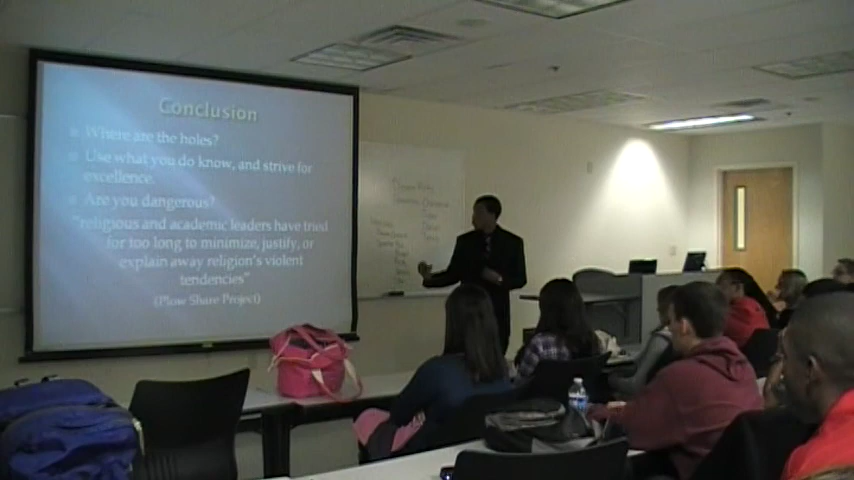 Conclusion
Where are the holes?
Use what you do know, and strive for
excellence.
Are you dangerous?
"religious and academic leaders have tried
for too long to minimize, justify, or
explain away religion's violent
tendencies"
(Plow Share Project)